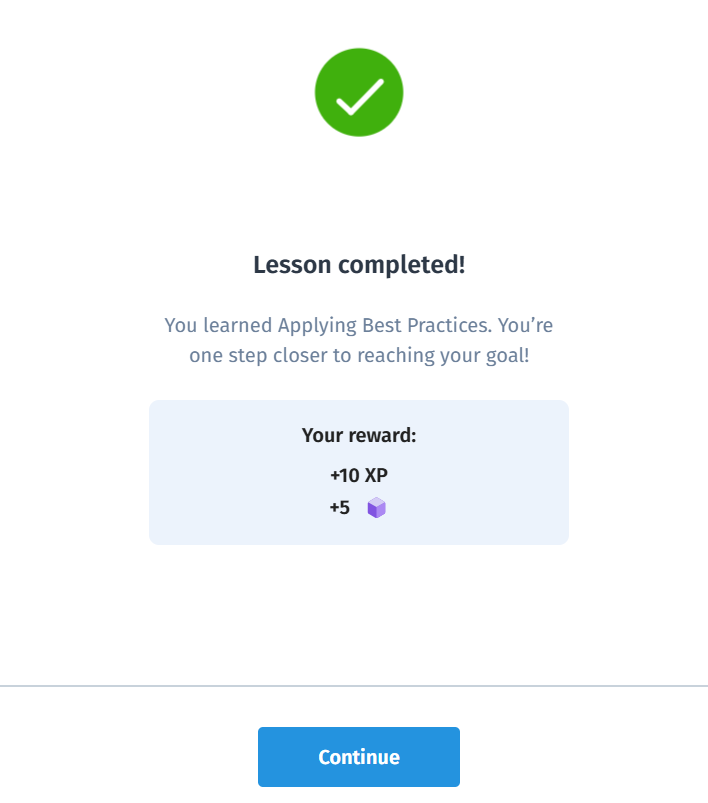 Lesson completed!
You learned Applying Best Practices. You’re
one step closer to reaching your goal!
Your reward:
+10 XP
+5
Continue